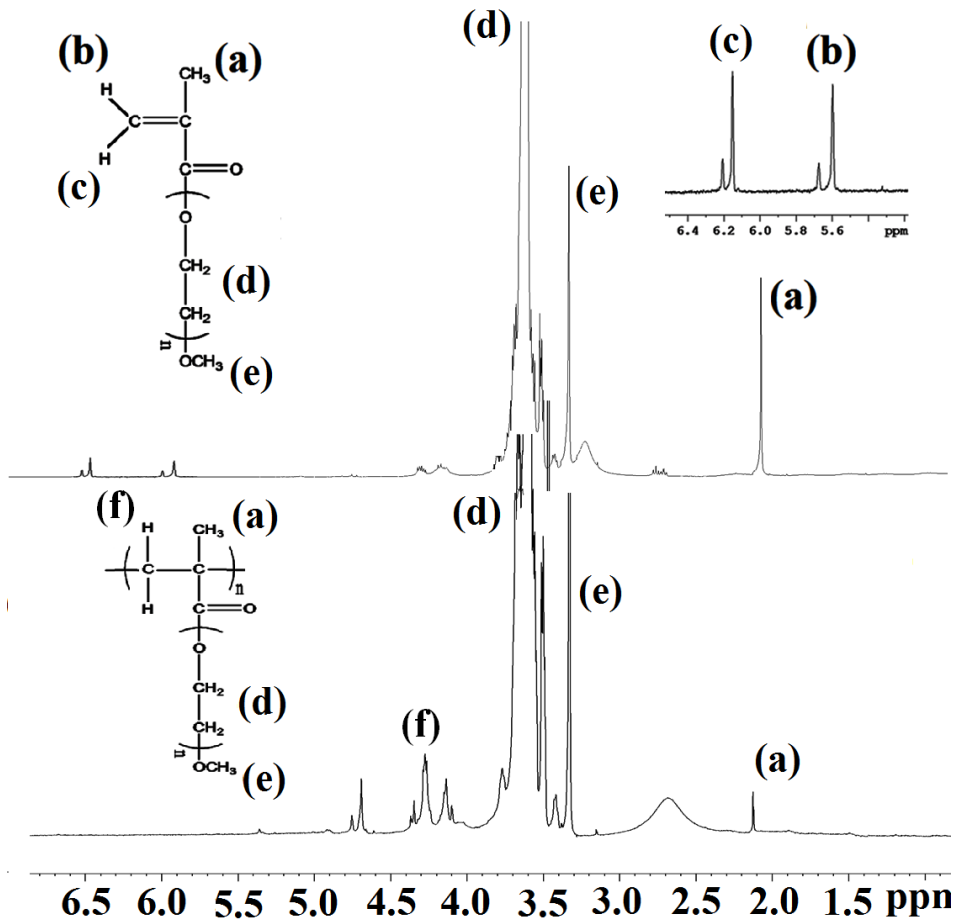 (d)
(c)
(b)
(b)
(a)
H
CH₃
C
C
H
(c)
C
O
(e)
O
6.4 6.2 6.0 5.8 5.6 ppm
CH₂
(d)
CH₂
(a)
n
OCH₃
(e)
(f)
(a)
(d)
H
CH₃
C
C
n
H
C
O
(e)
O
CH₂
(d)
(f)
CH₂
n
OCH₃
(e)
(a)
6.5 6.0 5.5 5.0 4.5 4.0 3.5 3.0 2.5 2.0 1.5 ppm